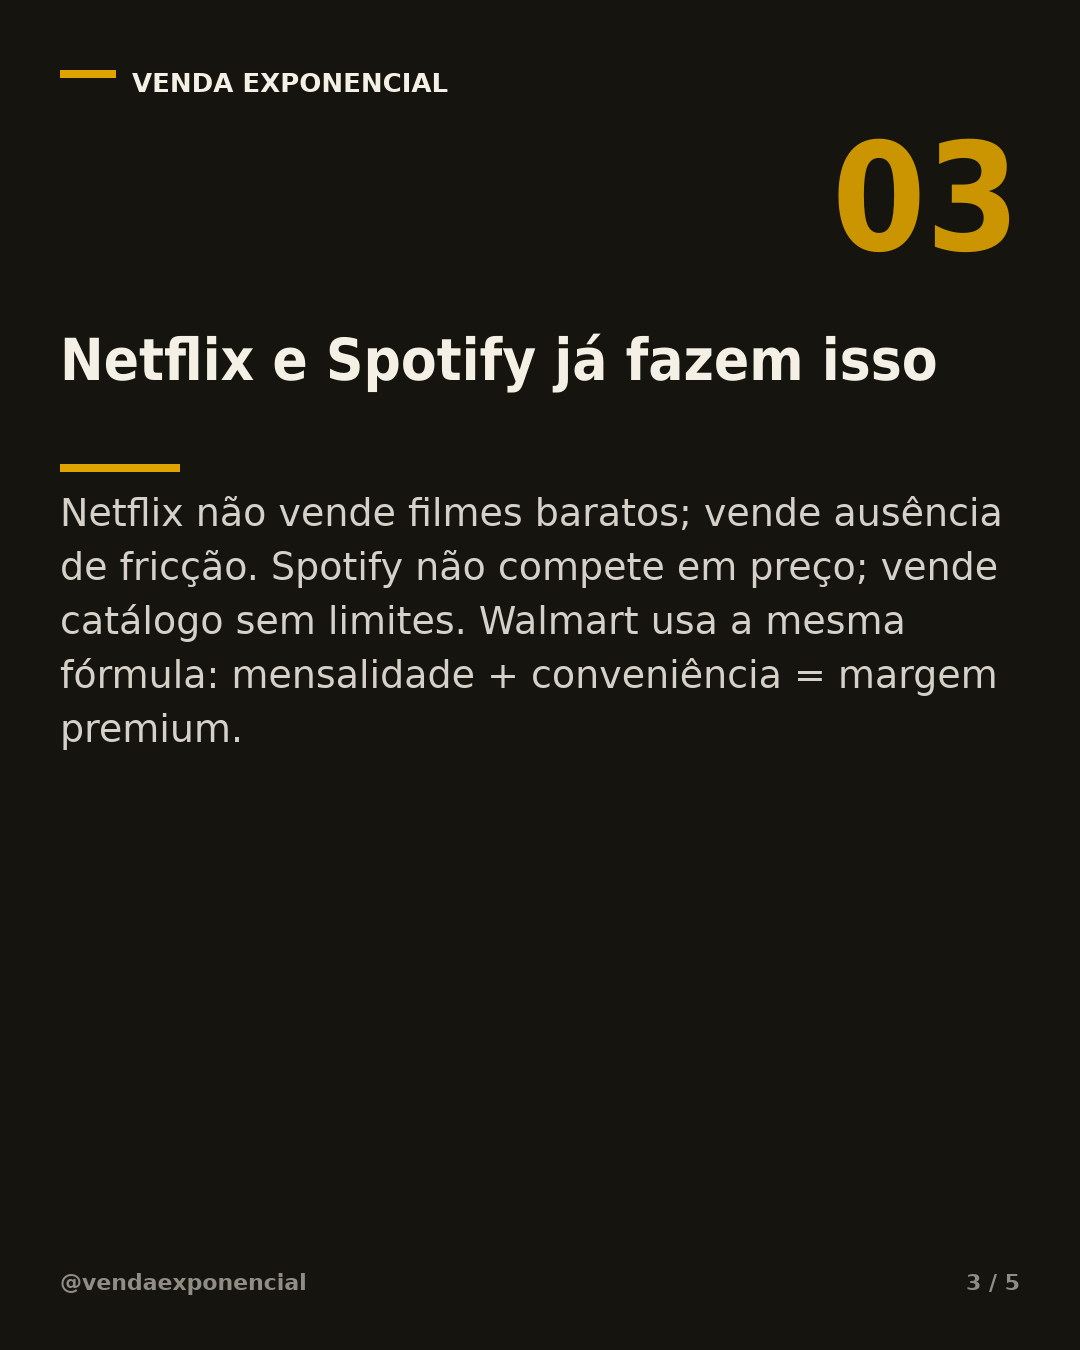 VENDA EXPONENCIAL
03
Netflix e Spotify já fazem isso
Netflix não vende filmes baratos; vende ausência
de fricção. Spotify não compete em preço; vende
catálogo sem limites. Walmart usa a mesma
fórmula: mensalidade + conveniência = margem
premium.
@vendaexponencial
3 / 5